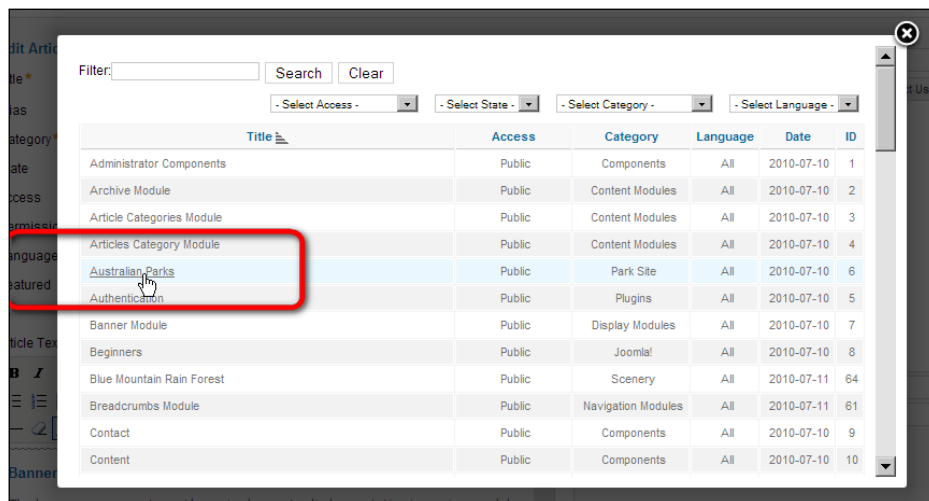 Filter: Search Clear
- Select Access - - Select State - - Select Category - - Select Language -
Title Access Category Language Date ID
Administrator Components Public Components All 2010-07-10 1
Archive Module Public Content Modules All 2010-07-10 2
Article Categories Module Public Content Modules All 2010-07-10 3
Articles Category Module Public Content Modules All 2010-07-10 4
Australian Parks Public Park Site All 2010-07-10 6
Authentication Public Plugins All 2010-07-10 5
Banner Module Public Display Modules All 2010-07-10 7
Beginners Public Joomla! All 2010-07-10 8
Blue Mountain Rain Forest Public Scenery All 2010-07-11 64
Breadcrumbs Module Public Navigation Modules All 2010-07-11 61
Contact Public Components All 2010-07-10 9
Content Public Components All 2010-07-10 10
dit Artic
tle *
ias
ategory *
ate
ccess
ermissio
anguage
eatured
ticle Tex
B I
Banner
t Us